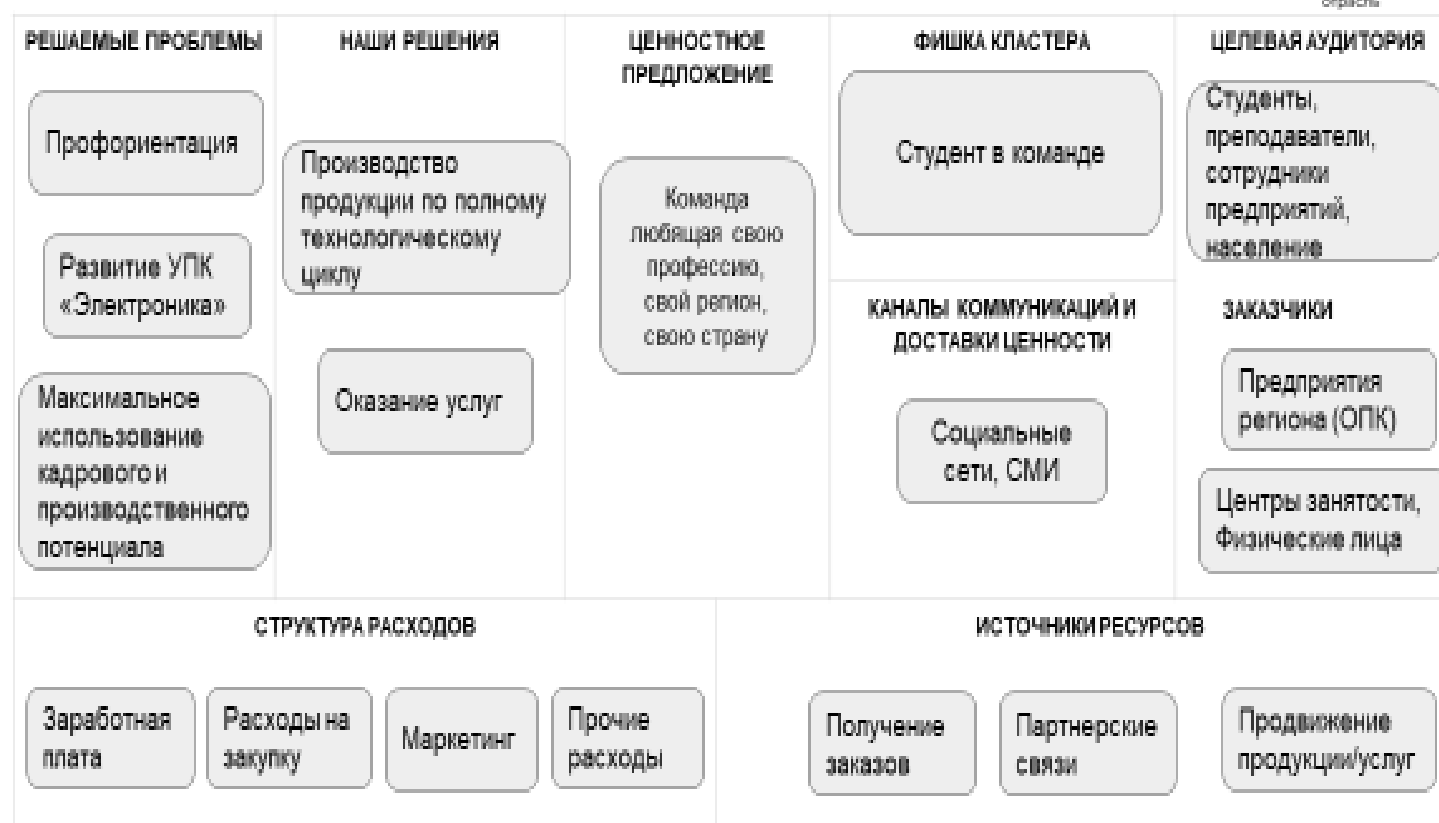 отрасль
РЕШАЕМЫЕ ПРОБЛЕМЫ
Профориентация
Развитие УПК
«Электроника»
Максимальное
использование
кадрового и
производственного
потенциала
НАШИ РЕШЕНИЯ
Производство
продукции по полному
технологическому
циклу
Оказание услуг
ЦЕННОСТНОЕ
ПРЕДЛОЖЕНИЕ
Команда
любящая свою
профессию,
свой регион,
свою страну
ФИШКА КЛАСТЕРА
Студент в команде
КАНАЛЫ КОММУНИКАЦИЙ И
ДОСТАВКИ ЦЕННОСТИ
Социальные
сети, СМИ
ЦЕЛЕВАЯ АУДИТОРИЯ
Студенты,
преподаватели,
сотрудники
предприятий,
население
ЗАКАЗЧИКИ
Предприятия
региона (ОПК)
Центры занятости,
Физические лица
СТРУКТУРА РАСХОДОВ
Заработная
плата
Расходы на
закупку
Маркетинг
Прочие
расходы
ИСТОЧНИКИ РЕСУРСОВ
Получение
заказов
Партнерские
связи
Продвижение
продукции/услуг